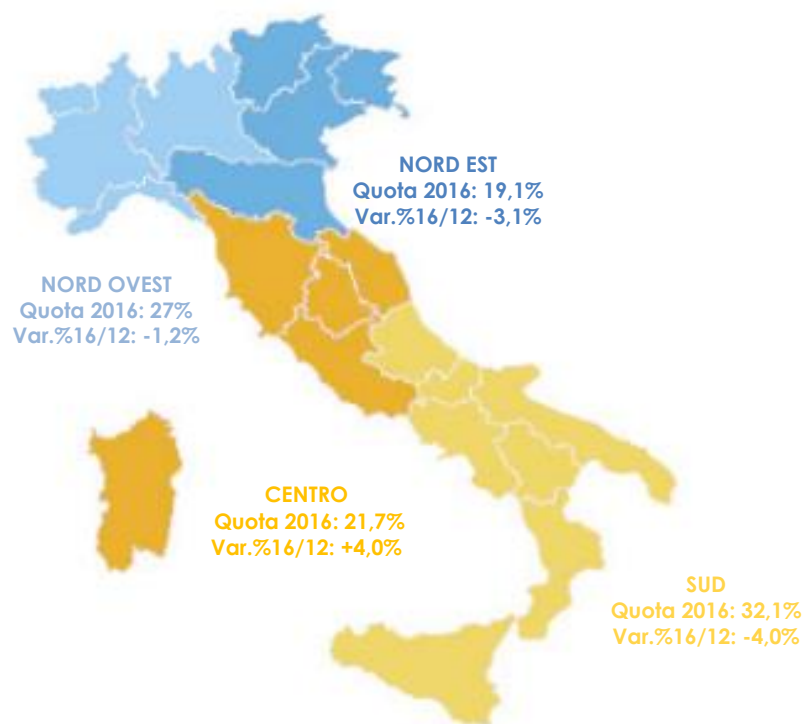 NORD EST
Quota 2016: 19,1%
Var.%16/12: -3,1%
NORD OVEST
Quota 2016: 27%
Var.%16/12: -1,2%
CENTRO
Quota 2016: 21,7%
Var.%16/12: +4,0%
SUD
Quota 2016: 32,1%
Var.%16/12: -4,0%